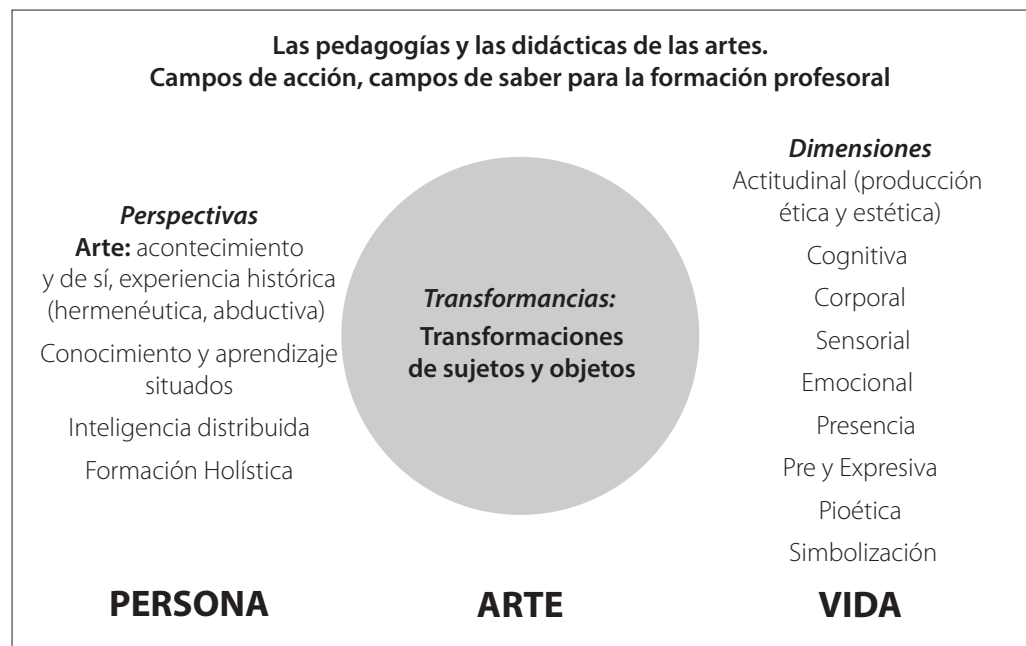 Las pedagogías y las didácticas de las artes.
Campos de acción, campos de saber para la formación profesoral
Perspectivas
Arte: acontecimiento
y de sí, experiencia histórica
(hermenéutica, abductiva)
Conocimiento y aprendizaje
situados
Inteligencia distribuida
Formación Holística
PERSONA
Transformancias:
Transformaciones
de sujetos y objetos
ARTE
Dimensiones
Actitudinal (producción
ética y estética)
Cognitiva
Corporal
Sensorial
Emocional
Presencia
Pre y Expresiva
Pioética
Simbolización
VIDA